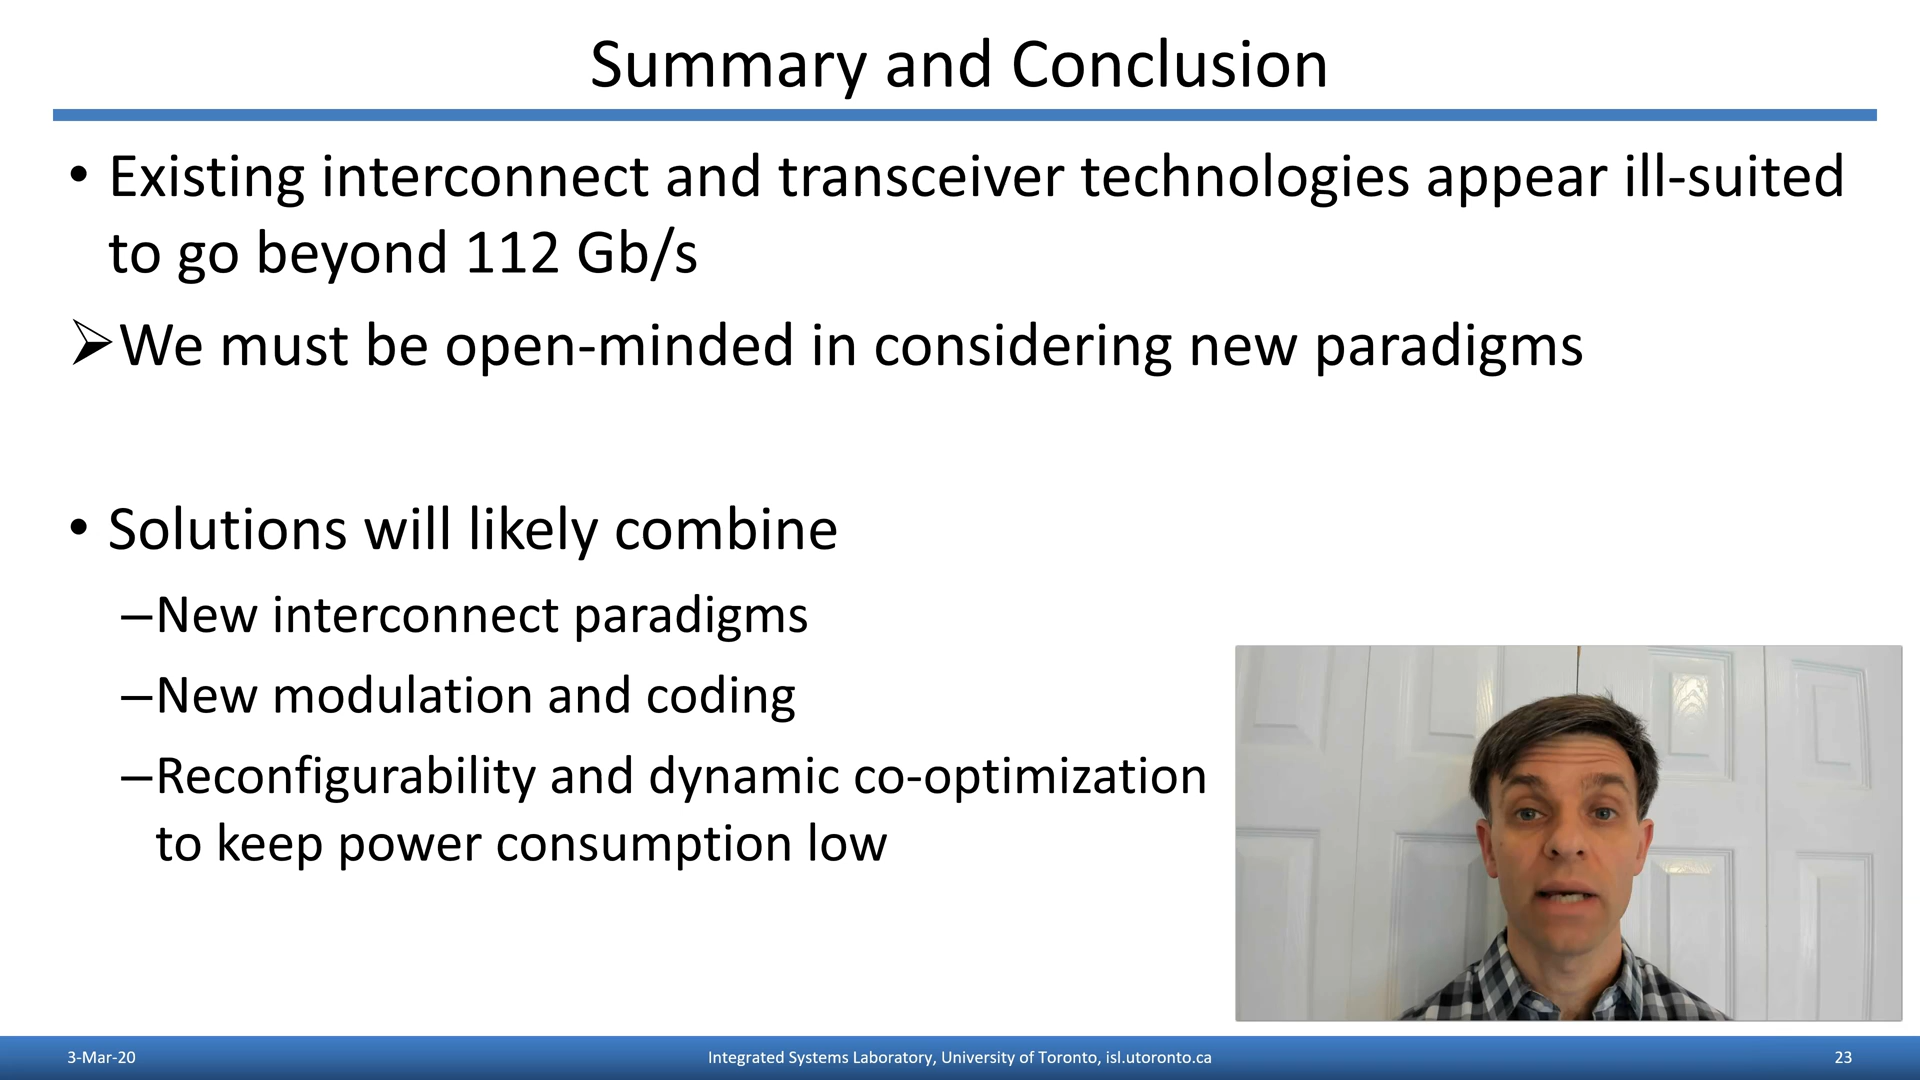 Summary and Conclusion
• Existing interconnect and transceiver technologies appear ill-suited
to go beyond 112 Gb/s
➢We must be open-minded in considering new paradigms
• Solutions will likely combine
–New interconnect paradigms
–New modulation and coding
–Reconfigurability and dynamic co-optimization
to keep power consumption low
3-Mar-20
Integrated Systems Laboratory, University of Toronto, isl.utoronto.ca
23